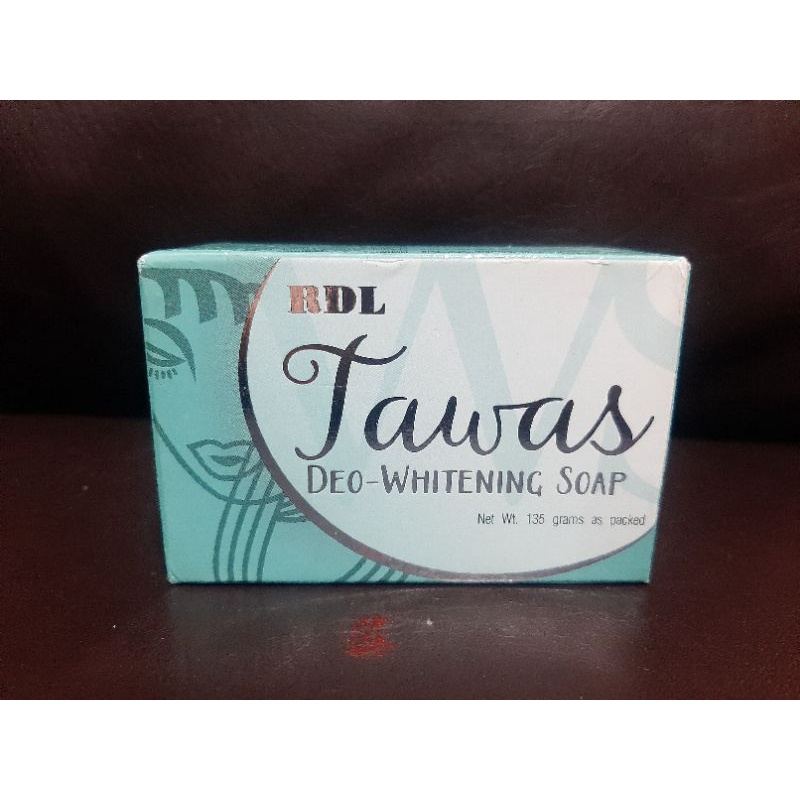 RDL
Tawas
DEO-WHITENING SOAP
Net Wt. 135 grams as packed